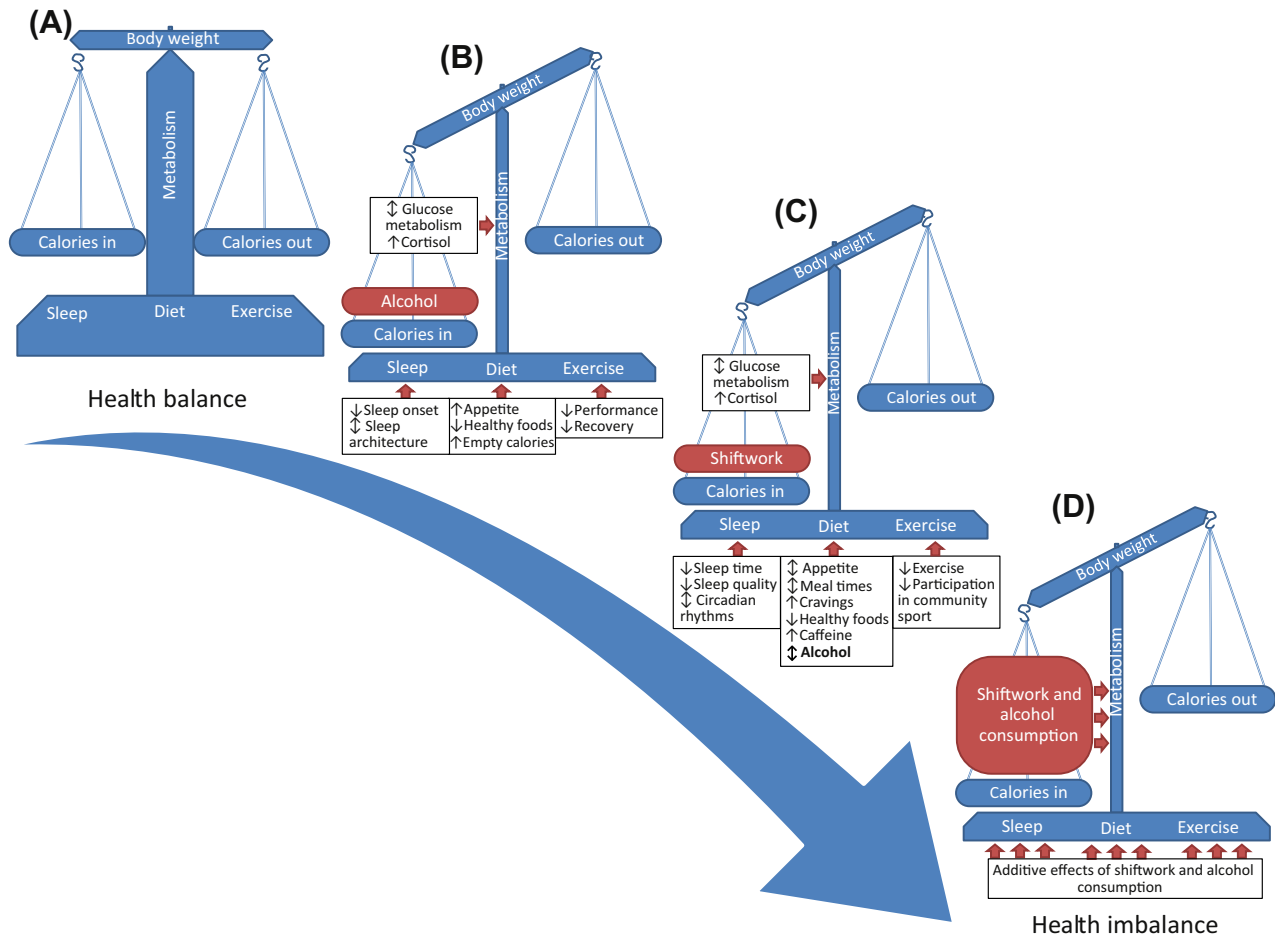 (A)
Body weight
Metabolism
Calories in
Calories out
Sleep
Diet
Exercise
Health balance
(B)
Body weight
Metabolism
↕ Glucose
metabolism
↑Cortisol
Alcohol
Calories in
Calories out
Sleep
Diet
Exercise
↓Sleep onset
↕ Sleep
architecture
↑Appetite
↓Healthy foods
↑Empty calories
↓Performance
↓Recovery
(C)
Body weight
Metabolism
↕ Glucose
metabolism
↑Cortisol
Shiftwork
Calories in
Calories out
Sleep
Diet
Exercise
↓Sleep time
↓Sleep quality
↕ Circadian
rhythms
↕ Appetite
↕Meal times
↑Cravings
↓Healthy foods
↑Caffeine
↕Alcohol
↓Exercise
↓Participation
in community
sport
(D)
Body weight
Metabolism
Shiftwork and
alcohol
consumption
Calories in
Calories out
Sleep
Diet
Exercise
Additive effects of shiftwork and alcohol
consumption
Health imbalance